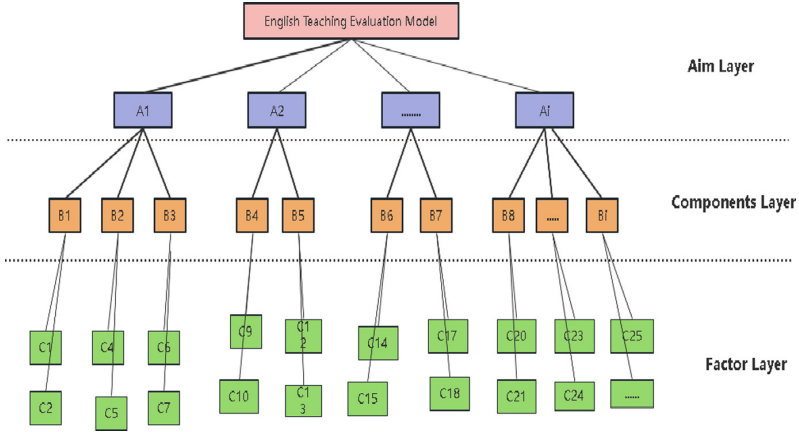 English Teaching Evaluation Model
Aim Layer
A1
A2
........
Ai
Components Layer
B1
B2
B3
B4
B5
B6
B7
B8
.....
Bi
Factor Layer
C1
C4
C6
C9
C1
2
C14
C17
C20
C23
C25
C2
C5
C7
C10
C1
3
C15
C18
C21
C24
......